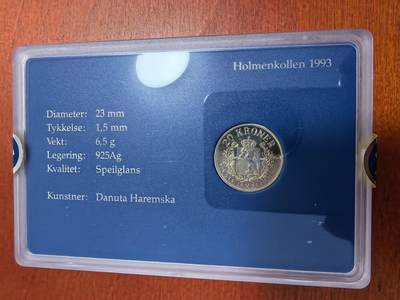 Holmenkollen 1993
Diameter: 23 mm
Tykkelse: 1,5 mm
Vekt: 6,5 g
Legering: 925Ag
Kvalitet: Speilglans
Kunstner: Danuta Haremska
20 KRONER